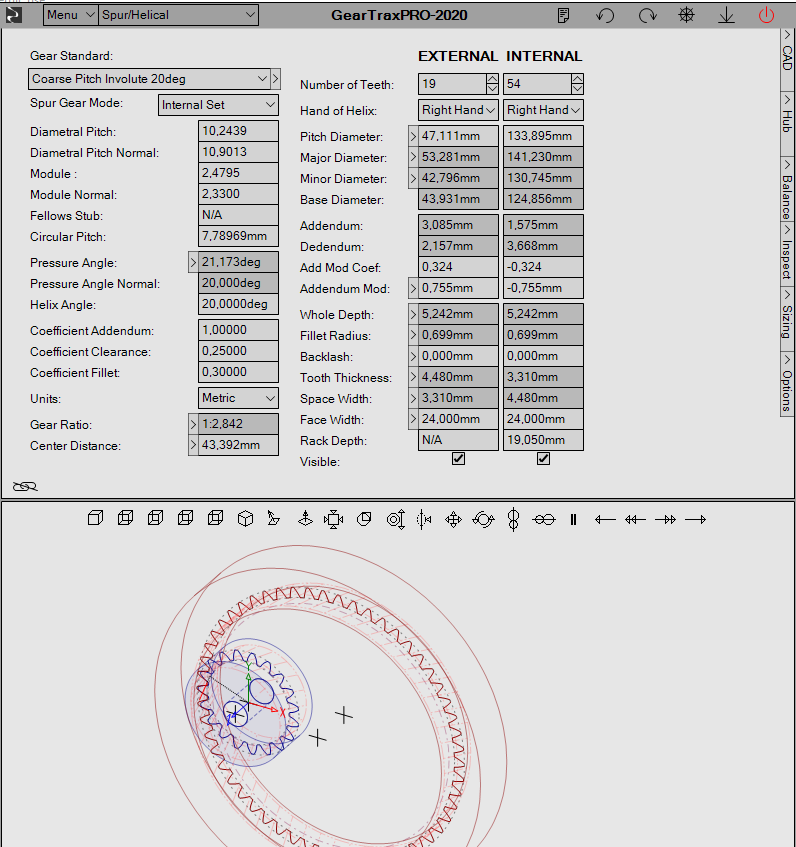 Menu Spur/Helical GearTraxPRO-2020
Gear Standard:
Coarse Pitch Involute 20deg
Spur Gear Mode: Internal Set
Diametral Pitch: 10,2439
Diametral Pitch Normal: 10,9013
Module : 2,4795
Module Normal: 2,3300
Fellows Stub: N/A
Circular Pitch: 7,78969mm
Pressure Angle: 21,173deg
Pressure Angle Normal: 20,000deg
Helix Angle: 20,0000deg
Coefficient Addendum: 1,00000
Coefficient Clearance: 0,25000
Coefficient Fillet: 0,30000
Units: Metric
Gear Ratio: 1:2,842
Center Distance: 43,392mm
EXTERNAL INTERNAL
Number of Teeth: 19 54
Hand of Helix: Right Hand Right Hand
Pitch Diameter: 47,111mm 133,895mm
Major Diameter: 53,281mm 141,230mm
Minor Diameter: 42,796mm 130,745mm
Base Diameter: 43,931mm 124,856mm
Addendum: 3,085mm 1,575mm
Dedendum: 2,157mm 3,668mm
Add Mod Coef: 0,324 -0,324
Addendum Mod: 0,755mm -0,755mm
Whole Depth: 5,242mm 5,242mm
Fillet Radius: 0,699mm 0,699mm
Backlash: 0,000mm 0,000mm
Tooth Thickness: 4,480mm 3,310mm
Space Width: 3,310mm 4,480mm
Face Width: 24,000mm 24,000mm
Rack Depth: N/A 19,050mm
Visible:
CAD
Hub
Balance
Inspect
Sizing
Options
Y
X